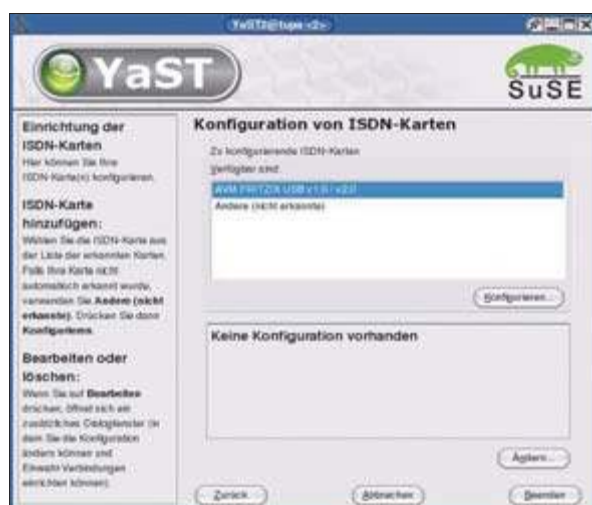 YaST2@tupe <2>
YaST
SuSE
Einrichtung der
ISDN-Karten
Hier können Sie Ihre
ISDN-Karte(n) konfigurieren.
ISDN-Karte
hinzufügen:
Wählen Sie die ISDN-Karte aus
der Liste der erkannten Karten.
Falls Ihre Karte nicht
automatisch erkannt wurde,
verwenden Sie Andere (nicht
erkannte). Drücken Sie dann
Konfigurieren.
Bearbeiten oder
löschen:
Wenn Sie auf Bearbeiten
drücken, öffnet sich ein
zusätzliches Dialogfenster (in
dem Sie die Konfiguration
ändern können und
Einwahl Verbindungen
einrichten können).
Konfiguration von ISDN-Karten
Zu konfigurierende ISDN-Karten
Verfügbar sind
AVM FRITZ!X USB v1.0 / v2.0
Andere (nicht erkannte)
Konfigurieren...
Keine Konfiguration vorhanden
Ändern...
Zurück
Abbrechen
Beenden